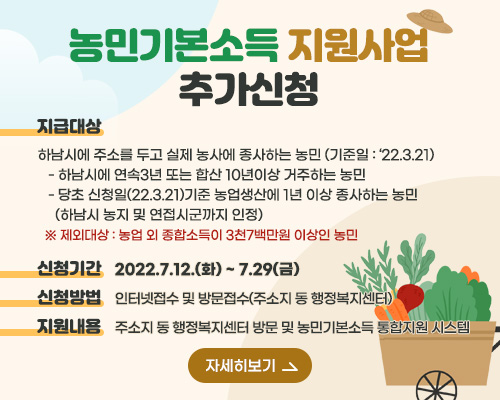 농민기본소득 지원사업
추가신청
지급대상
하남시에 주소를 두고 실제 농사에 종사하는 농민 (기준일 : ‘22.3.21)
- 하남시에 연속3년 또는 합산 10년이상 거주하는 농민
- 당초 신청일(22.3.21)기준 농업생산에 1년 이상 종사하는 농민
(하남시 농지 및 연접시군까지 인정)
※ 제외대상 : 농업 외 종합소득이 3천7백만원 이상인 농민
신청기간 2022.7.12.(화) ~ 7.29(금)
신청방법 인터넷접수 및 방문접수(주소지 동 행정복지센터)
지원내용 주소지 동 행정복지센터 방문 및 농민기본소득 통합지원 시스템
자세히보기